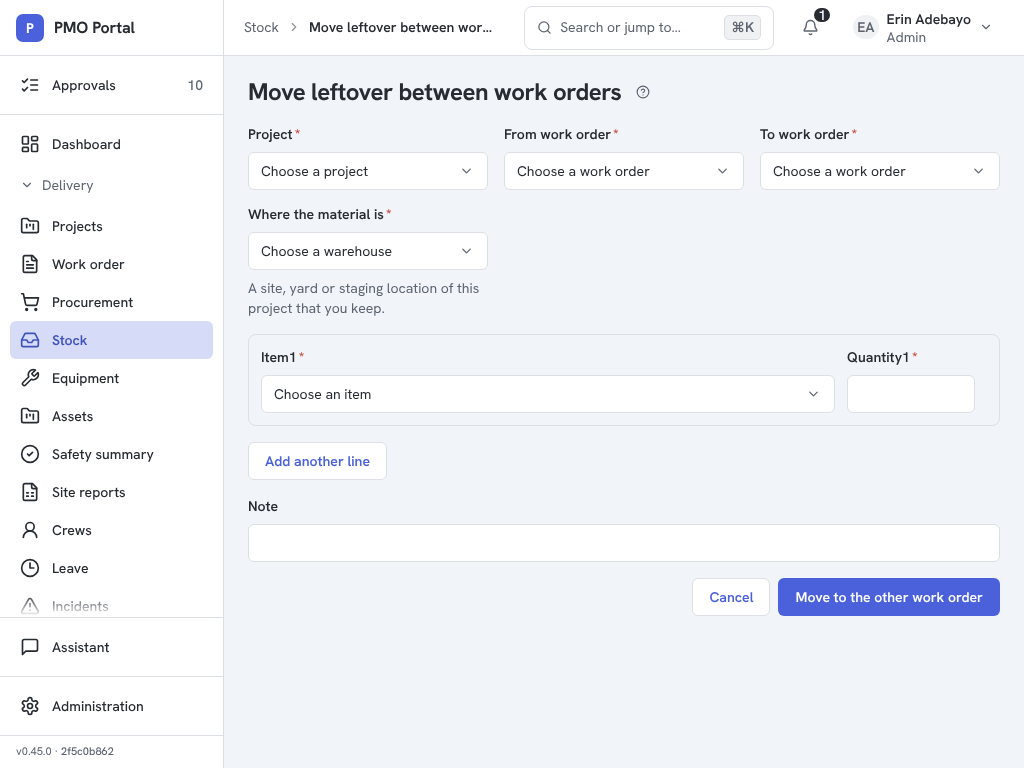 P PMO Portal
Stock
Move leftover between wor...
Search or jump to...
⌘K
1
EA
Erin Adebayo
Admin
Approvals 10
Dashboard
Delivery
Projects
Work order
Procurement
Stock
Equipment
Assets
Safety summary
Site reports
Crews
Leave
Incidents
Assistant
Administration
v0.45.0 · 2f5c0b862
Move leftover between work orders
Project * From work order * To work order *
Choose a project Choose a work order Choose a work order
Where the material is *
Choose a warehouse
A site, yard or staging location of this
project that you keep.
Item1 * Quantity1 *
Choose an item
Add another line
Note
Cancel Move to the other work order